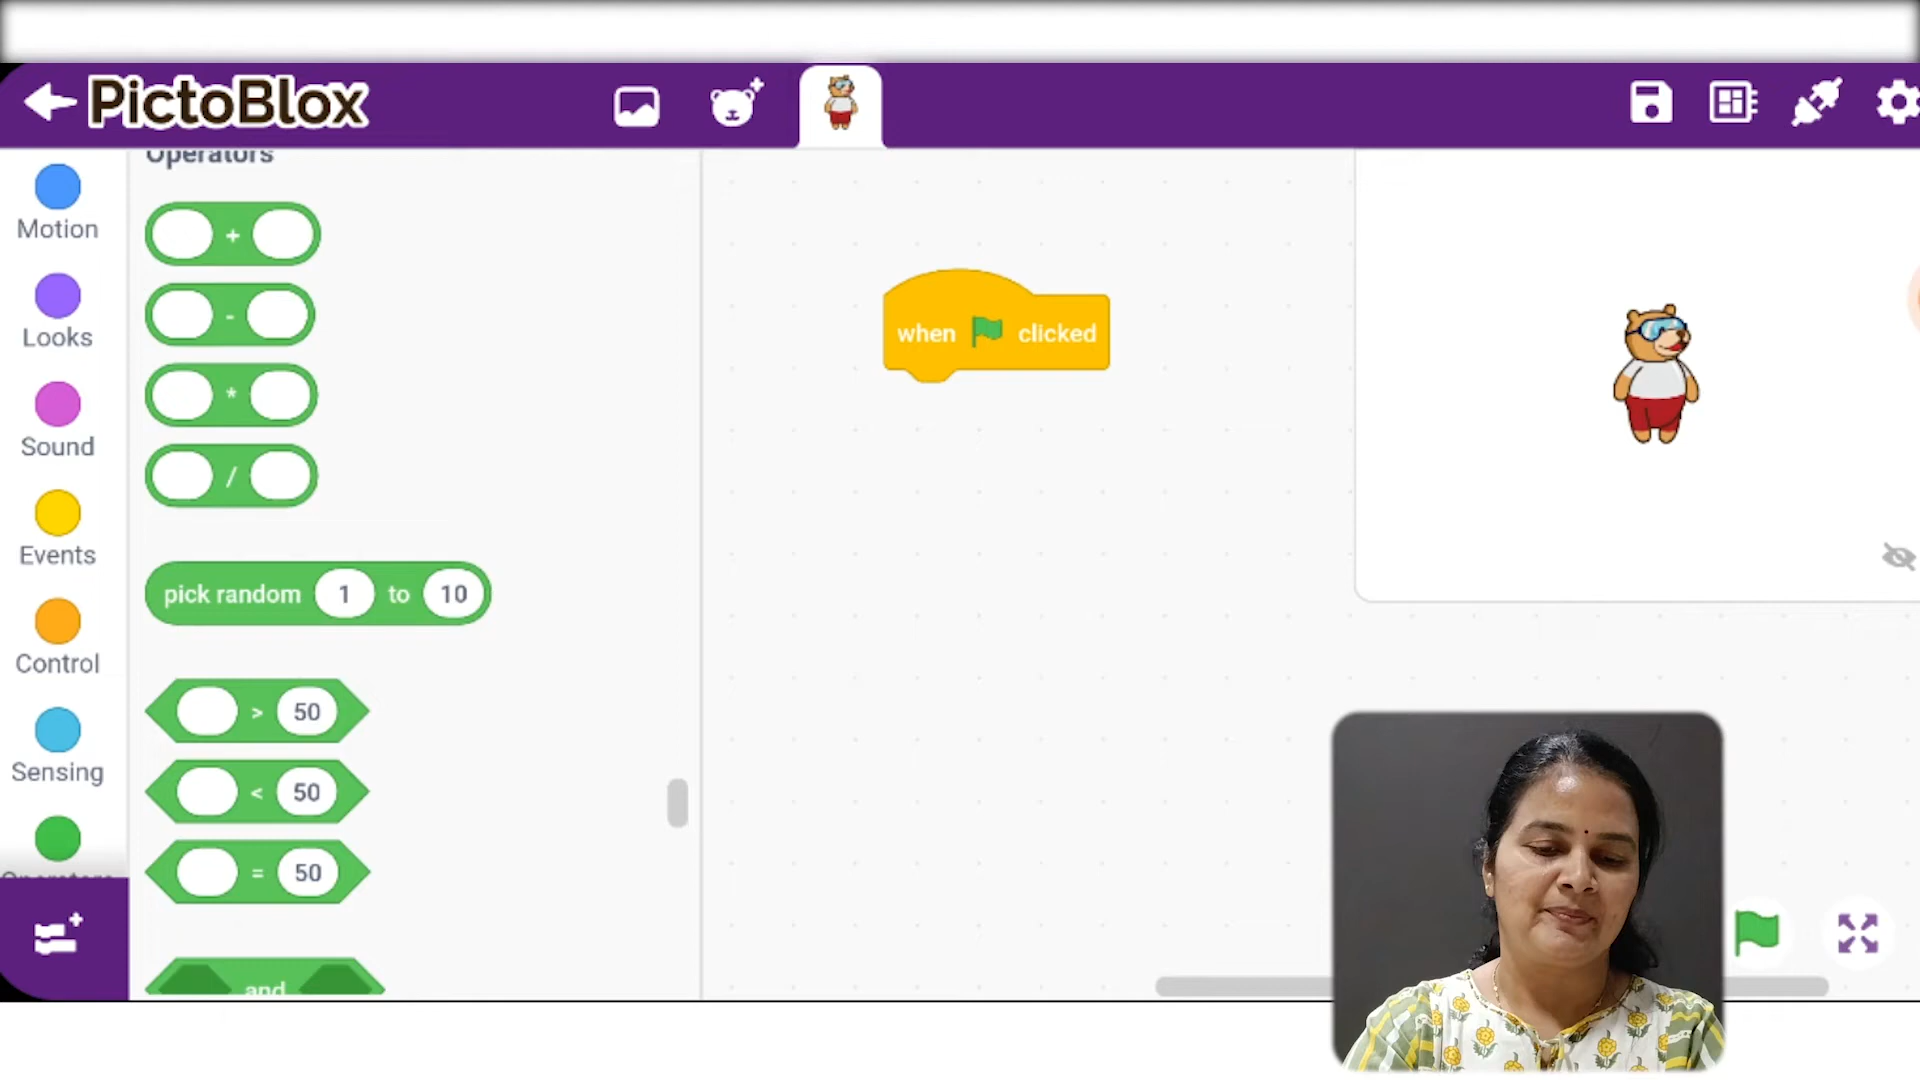 PictoBlox
Operators
Motion
+
-
Looks
*
Sound
/
Events
pick random 1 to 10
Control
> 50
Sensing
< 50
= 50
Operators
and
when clicked